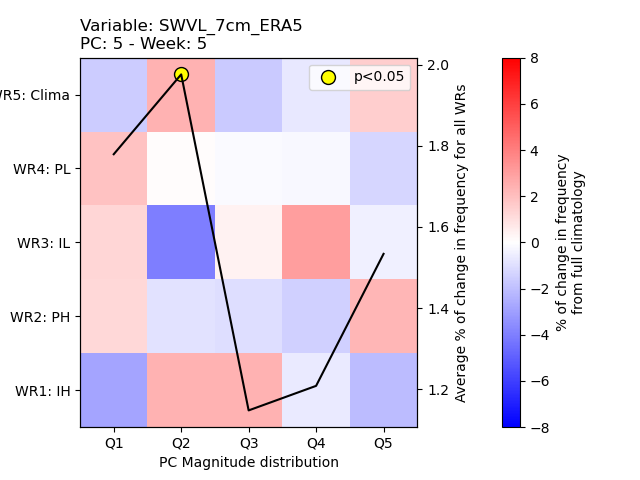 Variable: SWVL_7cm_ERA5
PC: 5 - Week: 5
p<0.05
WR5: Clima
WR4: PL
WR3: IL
WR2: PH
WR1: IH
Q1 Q2 Q3 Q4 Q5
PC Magnitude distribution
2.0
1.8
1.6
1.4
1.2
Average % of change in frequency for all WRs
8
6
4
2
0
−2
−4
−6
−8
% of change in frequency
from full climatology